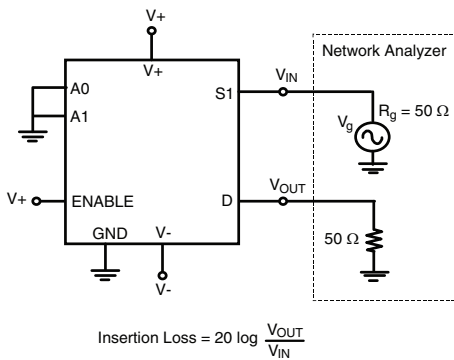 V+
Network Analyzer
V+
VIN
A0
S1
A1
Vg
Rg = 50 Ω
VOUT
V+
ENABLE
D
GND
V-
50 Ω
V-
Insertion Loss = 20 log VOUT
VIN